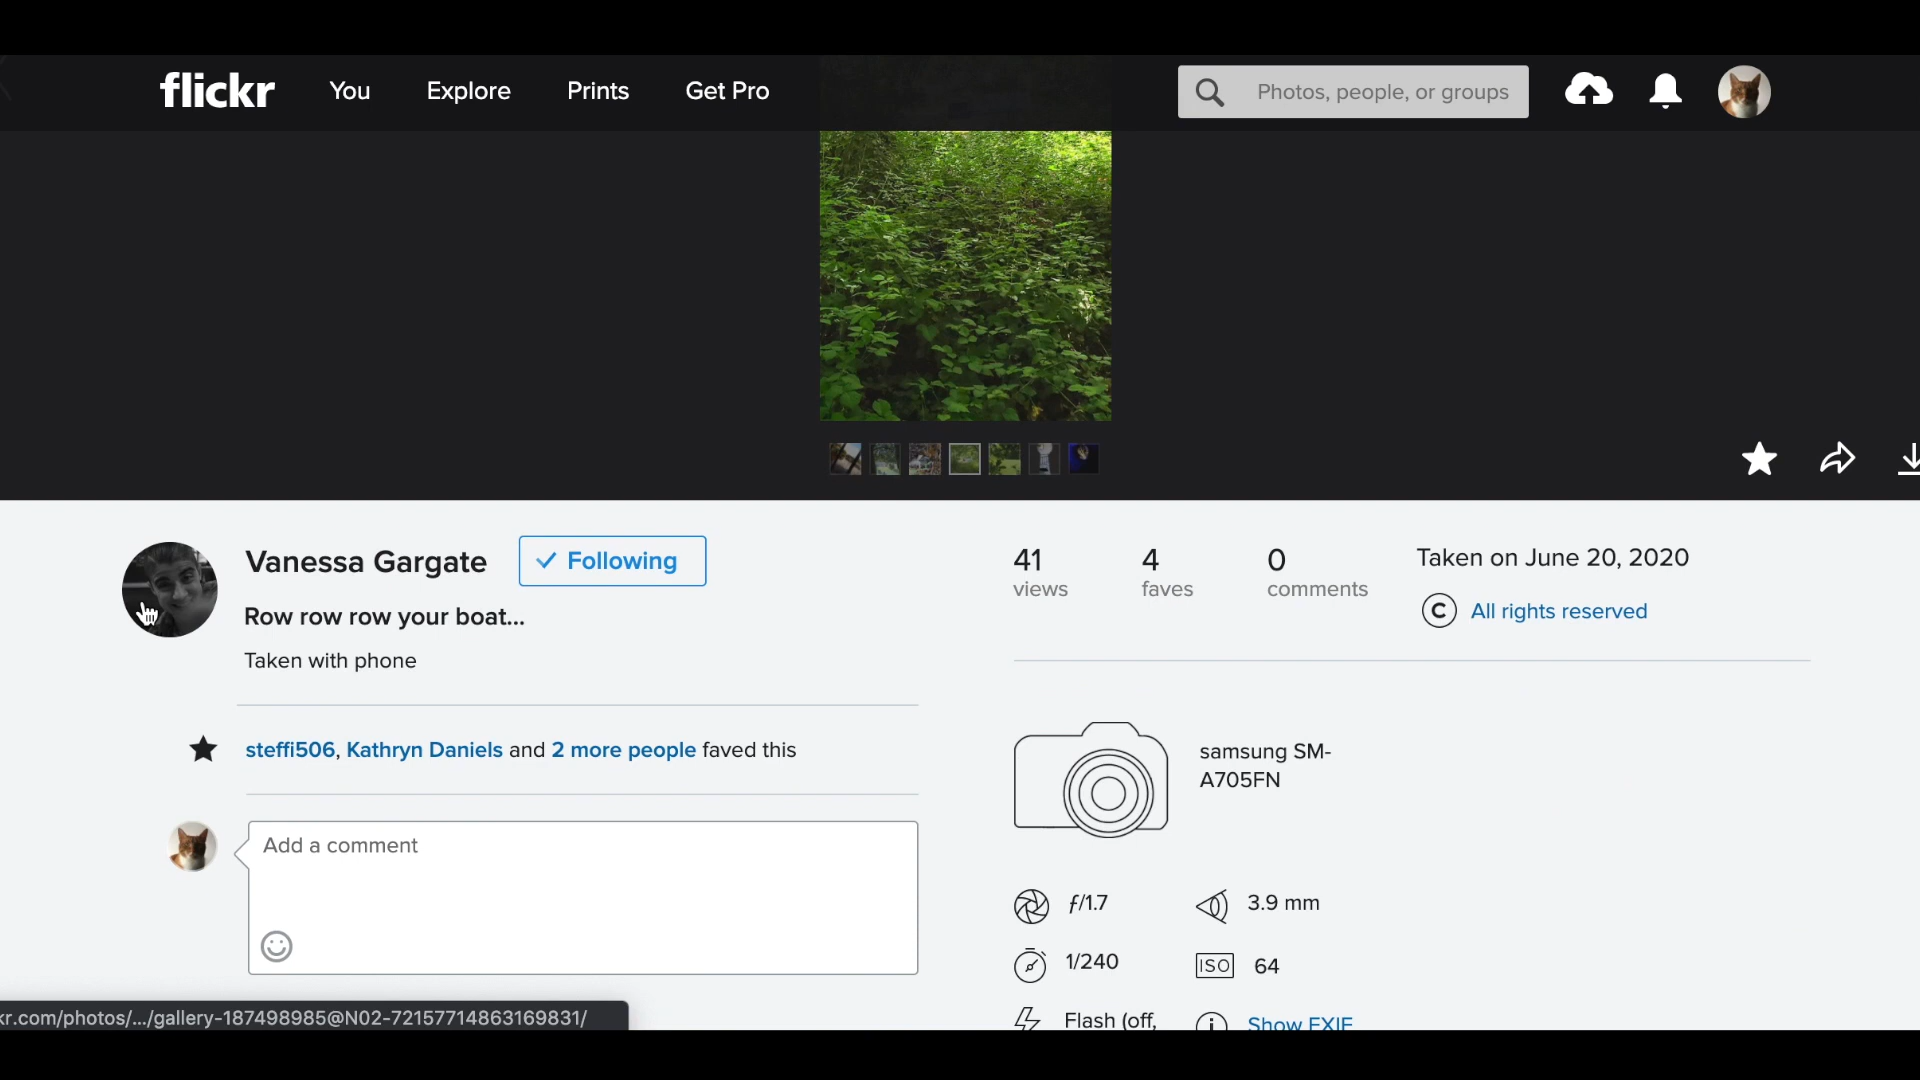 flickr You Explore Prints Get Pro Photos, people, or groups
Vanessa Gargate Following
Row row row your boat...
Taken with phone
steffi506, Kathryn Daniels and 2 more people faved this
Add a comment
41 views
4 faves
0 comments
Taken on June 20, 2020
C All rights reserved
samsung SM-
A705FN
ƒ/1.7 3.9 mm
1/240 ISO 64
Flash (off, Show EXIF
kr.com/photos/.../gallery-187498985@N02-72157714863169831/